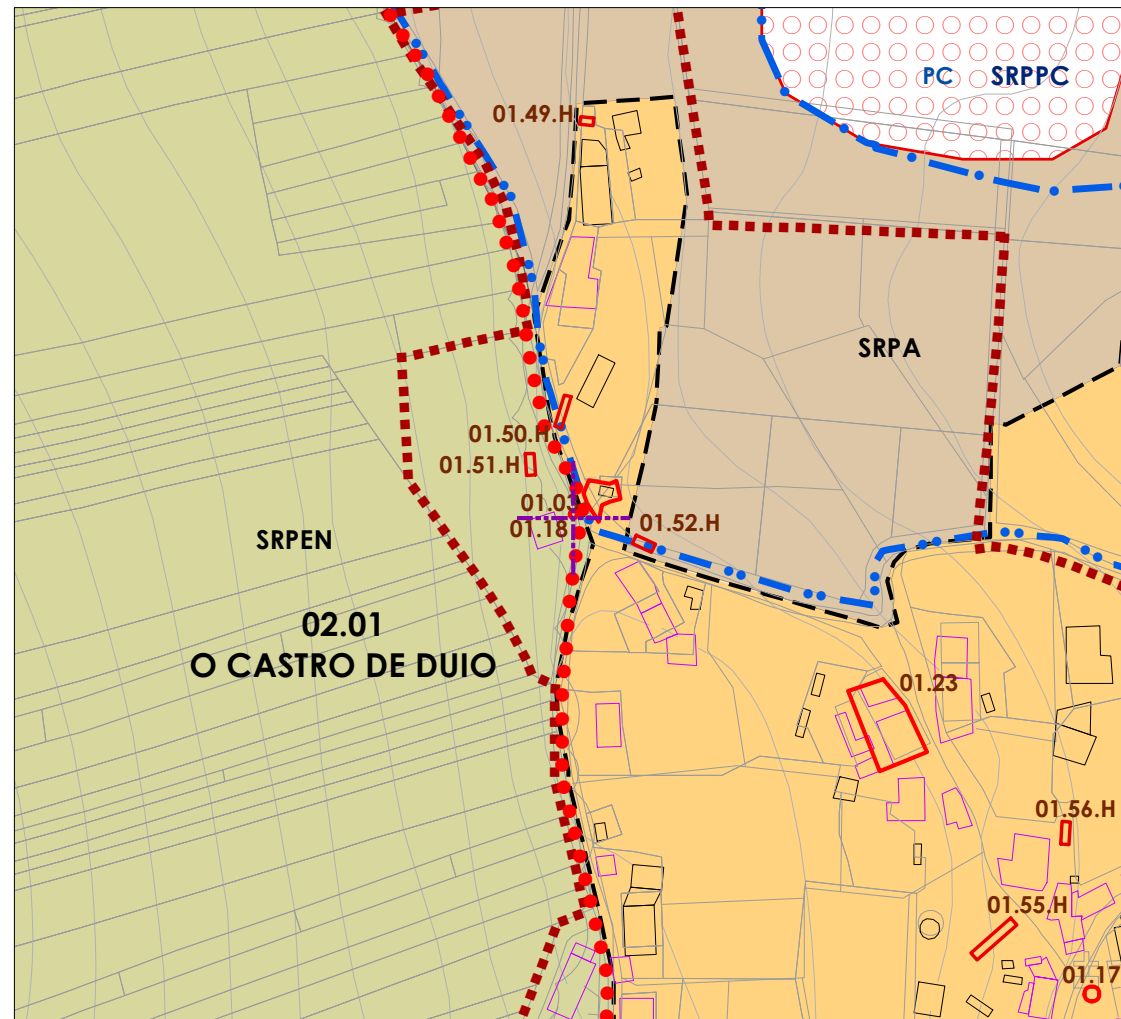 PC SRPPC
01.49.H
SRPA
01.50.H
01.51.H
01.03
01.18
01.52.H
SRPEN
02.01
O CASTRO DE DUIO
01.23
01.56.H
01.55.H
01.17